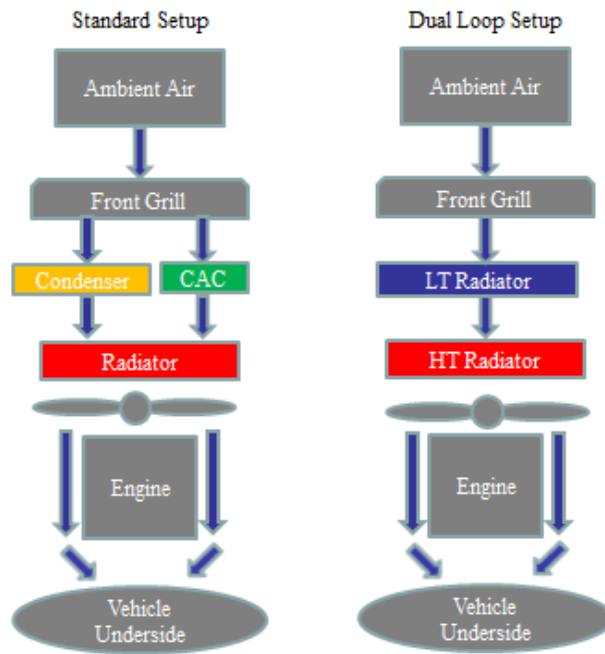 Standard Setup
Ambient Air
Front Grill
Condenser
CAC
Radiator
Engine
Vehicle
Underside
Dual Loop Setup
Ambient Air
Front Grill
LT Radiator
HT Radiator
Engine
Vehicle
Underside